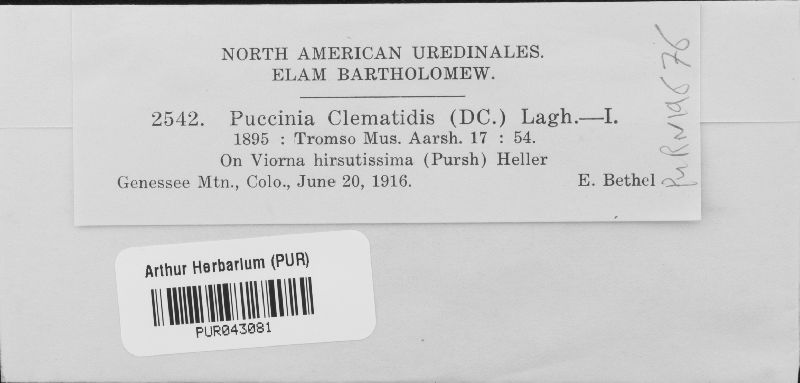 NORTH AMERICAN UREDINALES.
ELAM BARTHOLOMEW.
2542. Puccinia Clematidis (DC.) Lagh.—I.
1895 : Tromso Mus. Aarsh. 17 : 54.
On Viorna hirsutissima (Pursh) Heller
Genessee Mtn., Colo., June 20, 1916. E. Bethel
Arthur Herbarium (PUR)
PUR043081